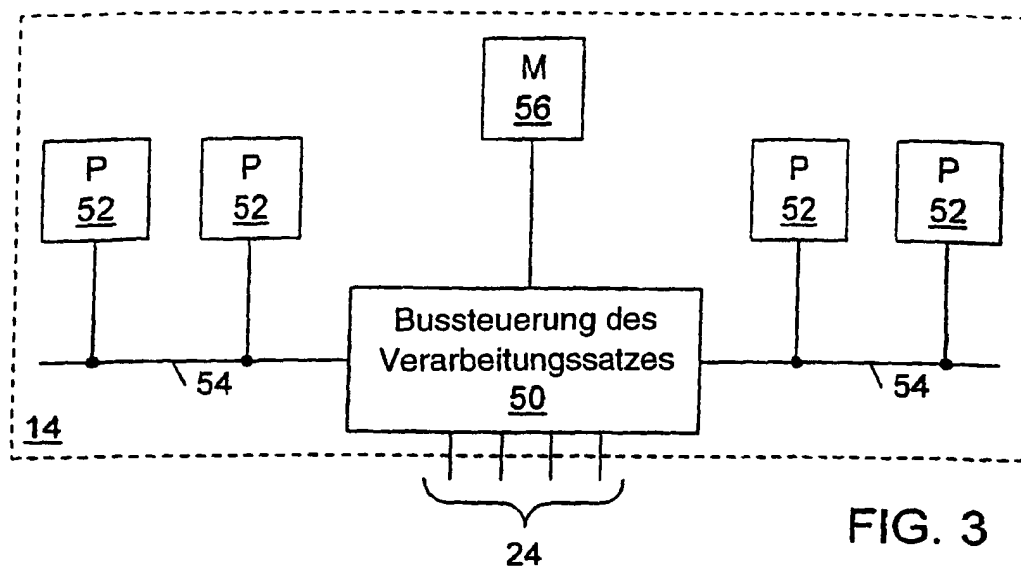 M
56
P
52
P
52
P
52
P
52
Bussteuerung des
Verarbeitungssatzes
50
54
54
14
24
FIG. 3